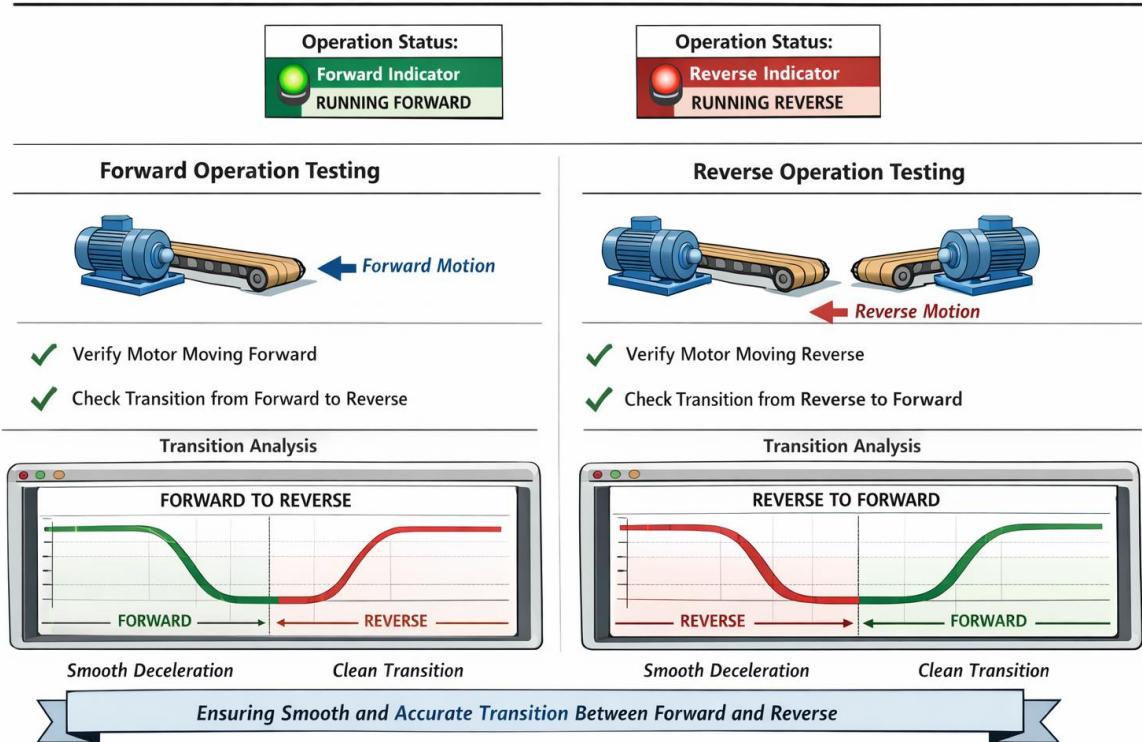 Operation Status:
Forward Indicator
RUNNING FORWARD
Operation Status:
Reverse Indicator
RUNNING REVERSE
Forward Operation Testing
Forward Motion
✓ Verify Motor Moving Forward
✓ Check Transition from Forward to Reverse
Transition Analysis
FORWARD TO REVERSE
FORWARD
REVERSE
Smooth Deceleration
Clean Transition
Reverse Operation Testing
Reverse Motion
✓ Verify Motor Moving Reverse
✓ Check Transition from Reverse to Forward
Transition Analysis
REVERSE TO FORWARD
REVERSE
FORWARD
Smooth Deceleration
Clean Transition
Ensuring Smooth and Accurate Transition Between Forward and Reverse